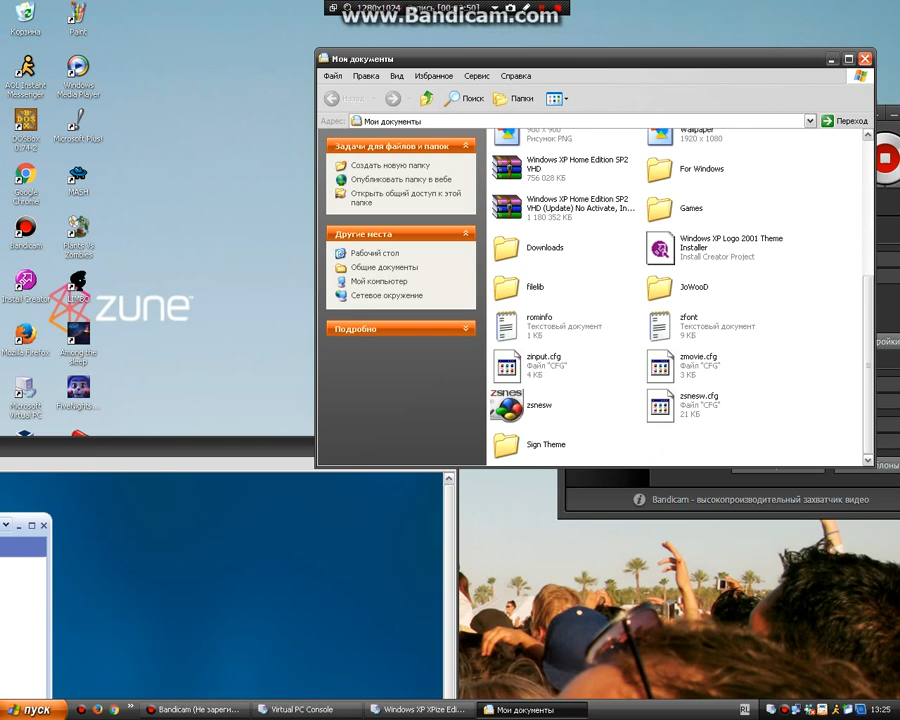 1280x1024
www.Bandicam.com
Корзина
Paint
AOL Instant
Messenger
Windows
Media Player
DOSBox
0.74-2
Microsoft Plus!
Google
Chrome
MASH
Bandicam
Plants Vs
Zombies
Install Creator
LIMBO
zune
Mozilla Firefox
Among the
sleep
Microsoft
Virtual PC
FiveNights...
Мои документы
Файл Правка Вид Избранное Сервис Справка
Назад Поиск Папки
Адрес: Мои документы Переход
Задачи для файлов и папок
Создать новую папку
Опубликовать папку в вебе
Открыть общий доступ к этой
папке
Другие места
Рабочий стол
Общие документы
Мой компьютер
Сетевое окружение
Подробно
900 x 900
Рисунок PNG
Wallpaper
1920 x 1080
Windows XP Home Edition SP2
VHD
756 028 КБ
For Windows
Windows XP Home Edition SP2
VHD (Update) No Activate, In...
1 180 352 КБ
Games
Downloads
Windows XP Logo 2001 Theme
Installer
Install Creator Project
filelib
JoWooD
rominfo
Текстовый документ
1 КБ
zfont
Текстовый документ
9 КБ
zinput.cfg
Файл "CFG"
4 КБ
zmovie.cfg
Файл "CFG"
3 КБ
zsnes
zsnesw
zsnesw.cfg
Файл "CFG"
21 КБ
Sign Theme
Bandicam - высокопроизводительный захватчик видео
пуск
Bandicam (Не зареги...
Virtual PC Console
Windows XP XPize Edi...
Мои документы
13:25